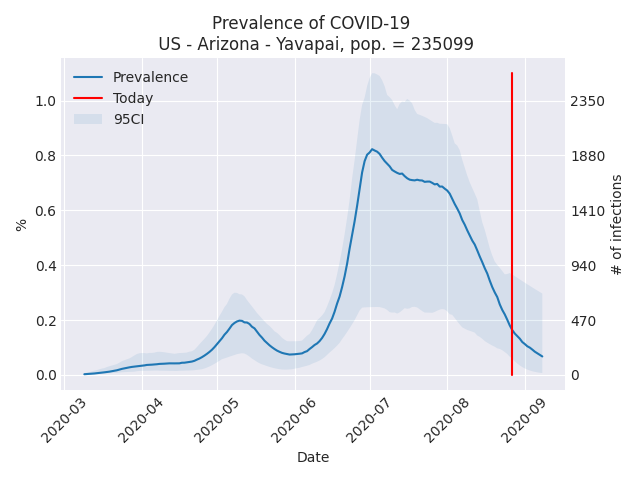 Prevalence of COVID-19
US - Arizona - Yavapai, pop. = 235099
Prevalence
Today
95CI
1.0
0.8
0.6
0.4
0.2
0.0
%
2350
1880
1410
940
470
0
# of infections
2020-03
2020-04
2020-05
2020-06
2020-07
2020-08
2020-09
Date